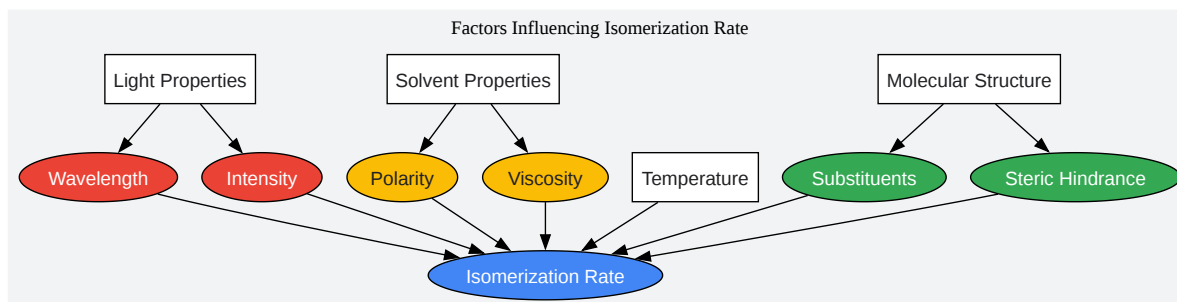 Factors Influencing Isomerization Rate
Light Properties
Solvent Properties
Molecular Structure
Wavelength
Intensity
Polarity
Viscosity
Temperature
Substituents
Steric Hindrance
Isomerization Rate